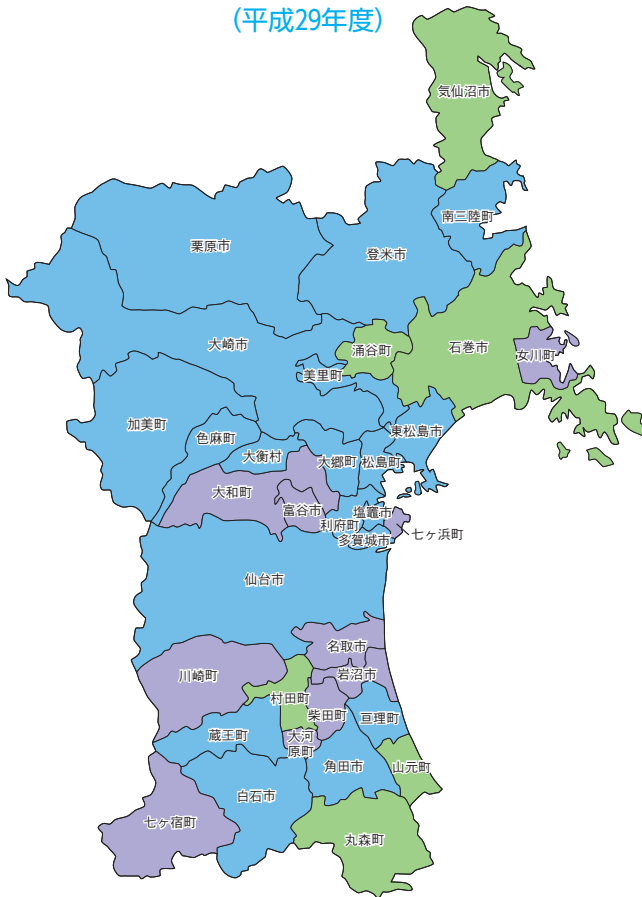 (平成29年度)
気仙沼市
南三陸町
栗原市
登米市
大崎市
涌谷町
石巻市
女川町
美里町
加美町
色麻町
東松島市
大衡村
大郷町
松島町
大和町
富谷市
塩竈市
利府町
多賀城市
七ヶ浜町
仙台市
名取市
岩沼市
川崎町
村田町
柴田町
亘理町
蔵王町
大河
原町
角田市
山元町
白石市
七ヶ宿町
丸森町